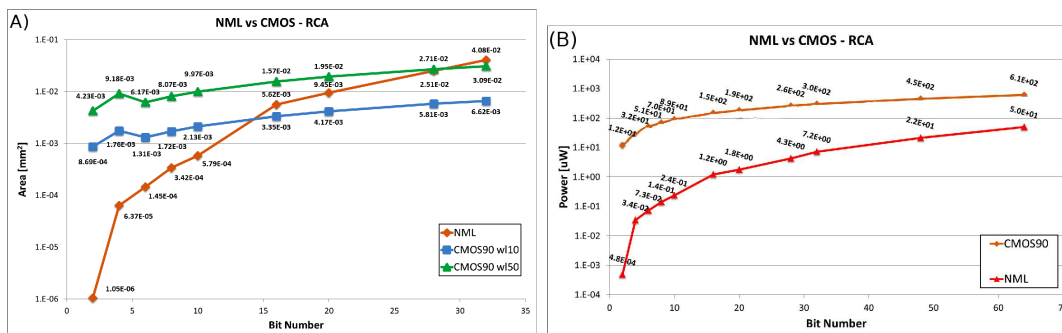 A)
NML vs CMOS - RCA
1.E-01
1.E-02
1.E-03
1.E-04
1.E-05
1.E-06
Area [mm²]
4.23E-03
9.18E-03
6.17E-03
8.07E-03
9.97E-03
1.57E-02
1.95E-02
2.71E-02
3.09E-02
8.69E-04
1.76E-03
1.31E-03
1.72E-03
2.13E-03
3.35E-03
4.17E-03
5.81E-03
6.62E-03
1.05E-06
6.37E-05
1.45E-04
3.42E-04
5.79E-04
5.62E-03
9.45E-03
2.51E-02
4.08E-02
NML
CMOS90 wl10
CMOS90 wl50
0 5 10 15 20 25 30 35
Bit Number
(B)
NML vs CMOS - RCA
1.E+04
1.E+03
1.E+02
1.E+01
1.E+00
1.E-01
1.E-02
1.E-03
1.E-04
Power [uW]
1.2E+01
3.2E+01
5.1E+01
7.0E+01
8.9E+01
1.5E+02
1.9E+02
2.6E+02
3.0E+02
4.5E+02
6.1E+02
4.8E-04
3.4E-02
7.3E-02
1.4E-01
2.4E-01
1.2E+00
1.8E+00
4.3E+00
7.2E+00
2.2E+01
5.0E+01
CMOS90
NML
0 10 20 30 40 50 60 70
Bit Number